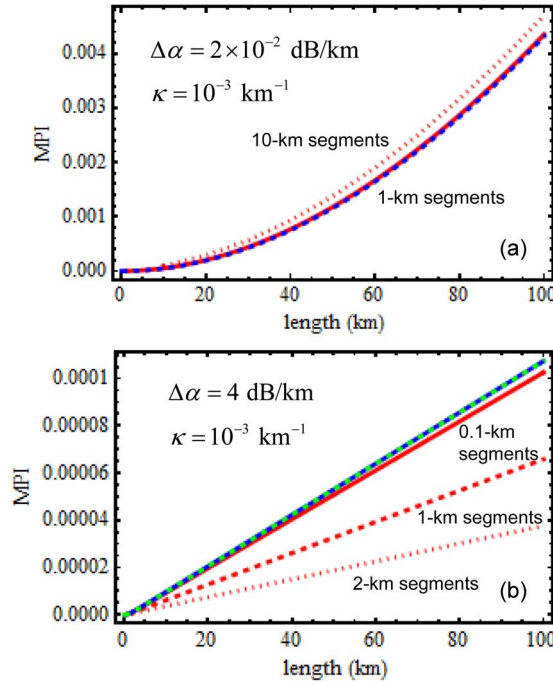 0.004
0.003
0.002
0.001
0.000
MPI
Δα = 2×10⁻² dB/km
κ = 10⁻³ km⁻¹
10-km segments
1-km segments
(a)
0 20 40 60 80 100
length (km)
0.0001
0.00008
0.00006
0.00004
0.00002
0.0000
MPI
Δα = 4 dB/km
κ = 10⁻³ km⁻¹
0.1-km
segments
1-km segments
2-km segments
(b)
0 20 40 60 80 100
length (km)